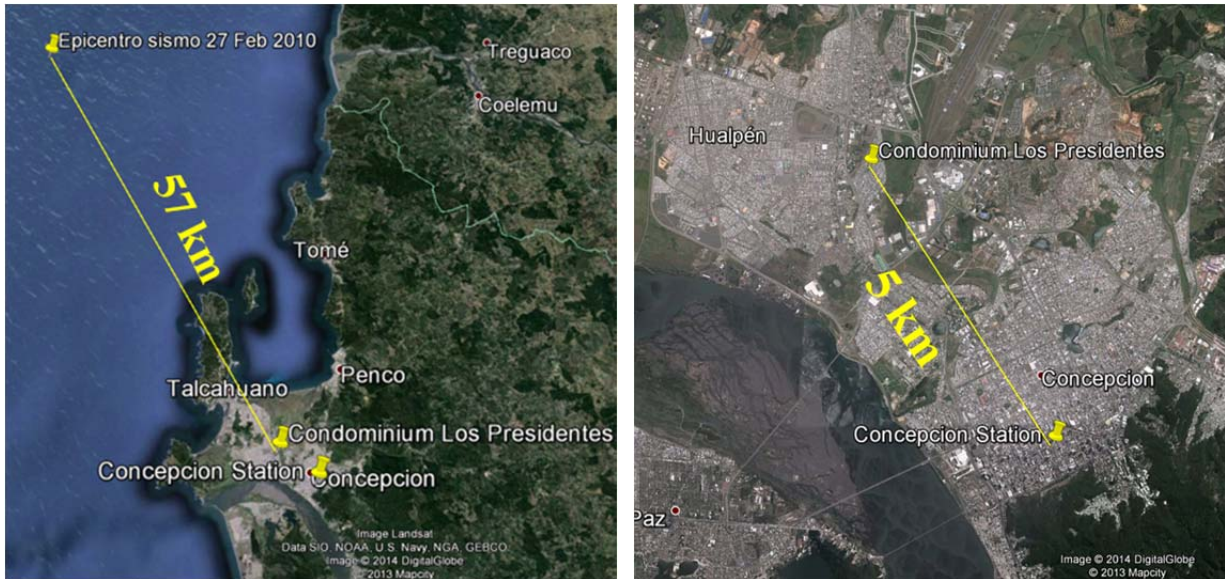 Epicentro sismo 27 Feb 2010
Treguaco
Coelemu
57 km
Tomé
Penco
Talcahuano
Condominium Los Presidentes
Concepcion Station
Concepcion
Image Landsat
Data SIO, NOAA, U.S. Navy, NGA, GEBCO
Image © 2014 DigitalGlobe
© 2013 Mapcity
Hualpén
Condominium Los Presidentes
5 km
Concepcion
Concepcion Station
Paz
Image © 2014 DigitalGlobe
© 2013 Mapcity